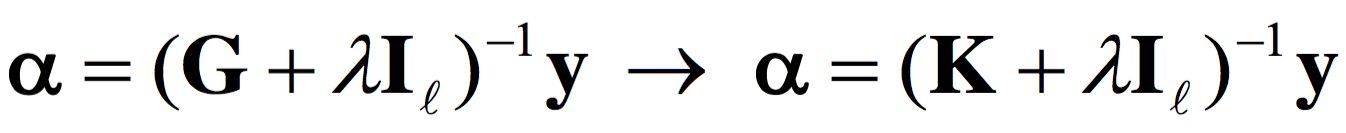 α = (G + λI_ℓ)^{-1} y → α = (K + λI_ℓ)^{-1} y